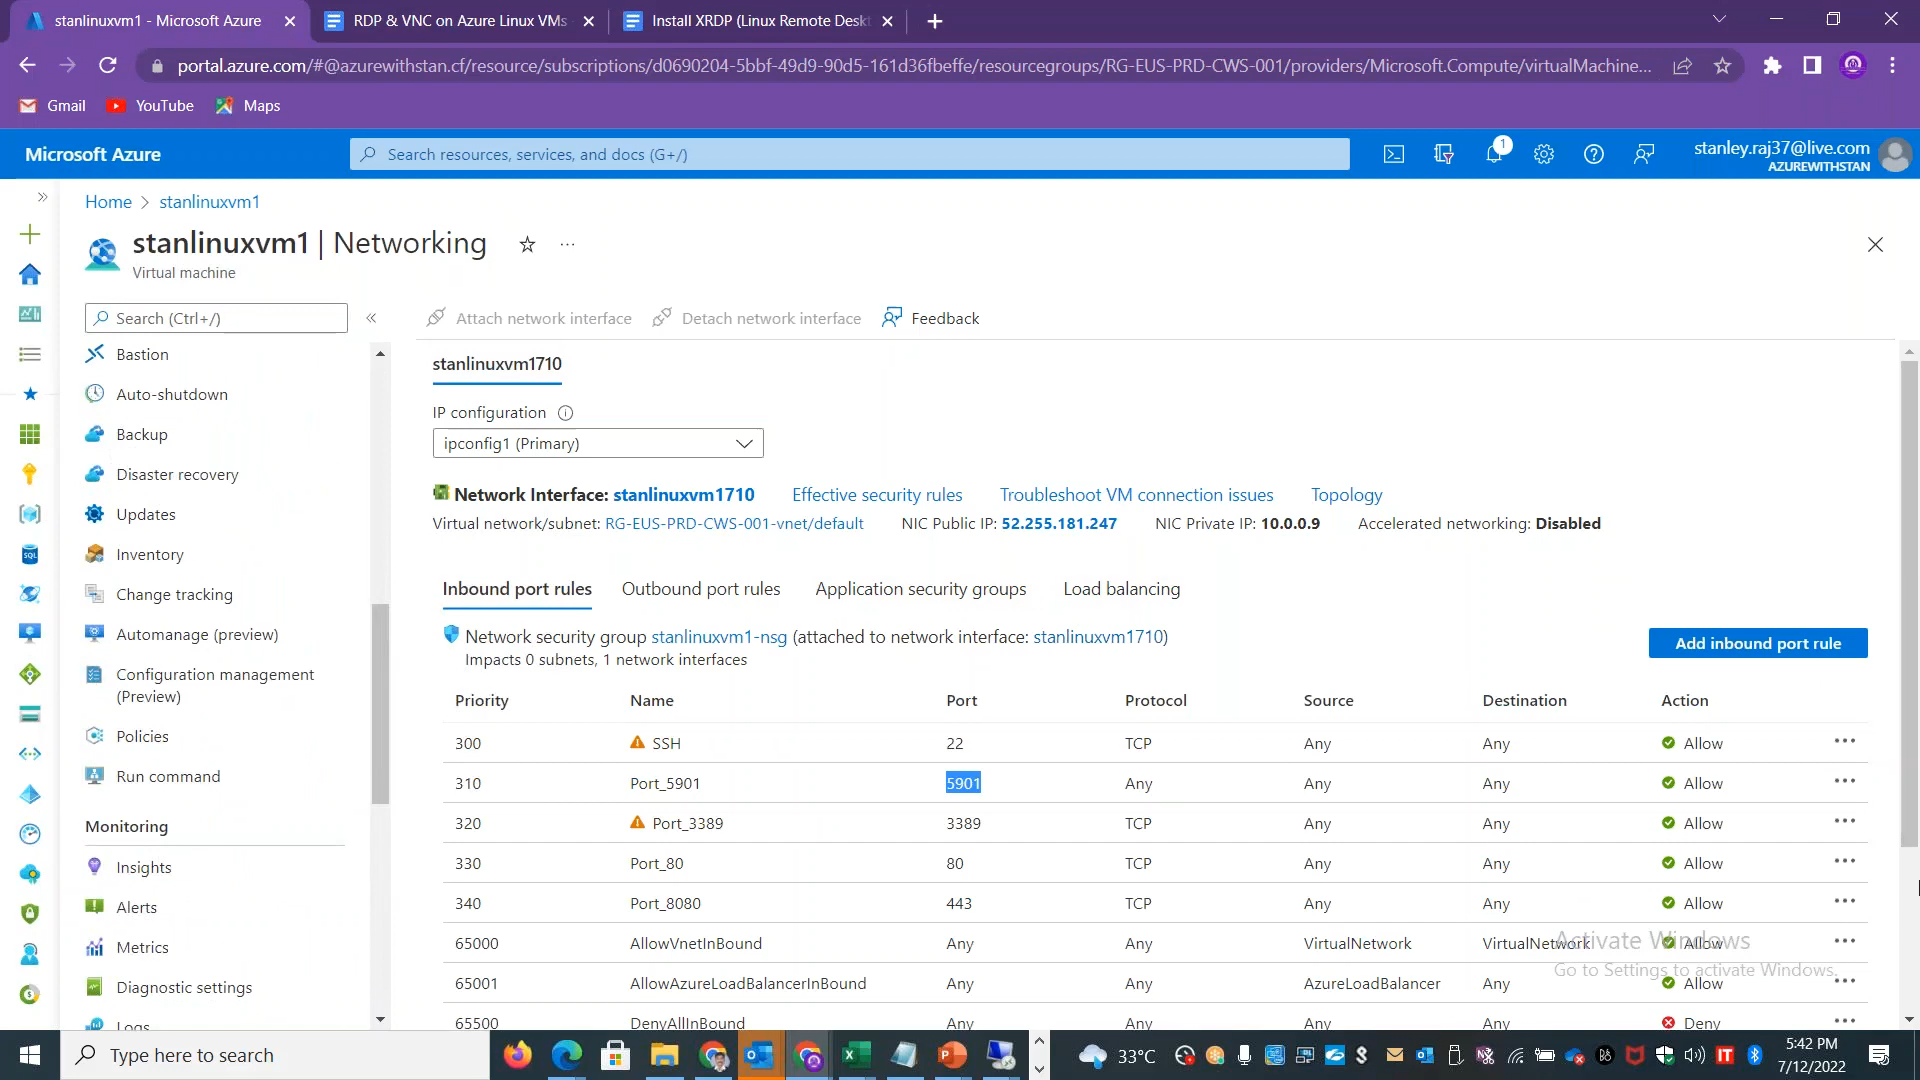 stanlinuxvm1 - Microsoft Azure
RDP & VNC on Azure Linux VMs
Install XRDP (Linux Remote Deskt
portal.azure.com/#@azurewithstan.cf/resource/subscriptions/d0690204-5bbf-49d9-90d5-161d36fbeffe/resourcegroups/RG-EUS-PRD-CWS-001/providers/Microsoft.Compute/virtualMachine...
Gmail YouTube Maps
Microsoft Azure
Search resources, services, and docs (G+/)
1
stanley.raj37@live.com
AZUREWITHSTAN
Home > stanlinuxvm1
stanlinuxvm1 | Networking
Virtual machine
Search (Ctrl+/)
Bastion
Auto-shutdown
Backup
Disaster recovery
Updates
Inventory
Change tracking
Automanage (preview)
Configuration management
(Preview)
Policies
Run command
Monitoring
Insights
Alerts
Metrics
Diagnostic settings
Logs
Attach network interface Detach network interface Feedback
stanlinuxvm1710
IP configuration
ipconfig1 (Primary)
Network Interface: stanlinuxvm1710 Effective security rules Troubleshoot VM connection issues Topology
Virtual network/subnet: RG-EUS-PRD-CWS-001-vnet/default NIC Public IP: 52.255.181.247 NIC Private IP: 10.0.0.9 Accelerated networking: Disabled
Inbound port rules Outbound port rules Application security groups Load balancing
Network security group stanlinuxvm1-nsg (attached to network interface: stanlinuxvm1710)
Impacts 0 subnets, 1 network interfaces
Add inbound port rule
Priority Name Port Protocol Source Destination Action
300 SSH 22 TCP Any Any Allow
310 Port_5901 5901 Any Any Any Allow
320 Port_3389 3389 TCP Any Any Allow
330 Port_80 80 TCP Any Any Allow
340 Port_8080 443 TCP Any Any Allow
65000 AllowVnetInBound Any Any VirtualNetwork VirtualNetwork Allow
65001 AllowAzureLoadBalancerInBound Any Any AzureLoadBalancer Any Allow
65500 DenyAllInBound Any Any Any Any Deny
Activate Windows
Go to Settings to activate Windows.
Type here to search
33°C
5:42 PM
7/12/2022